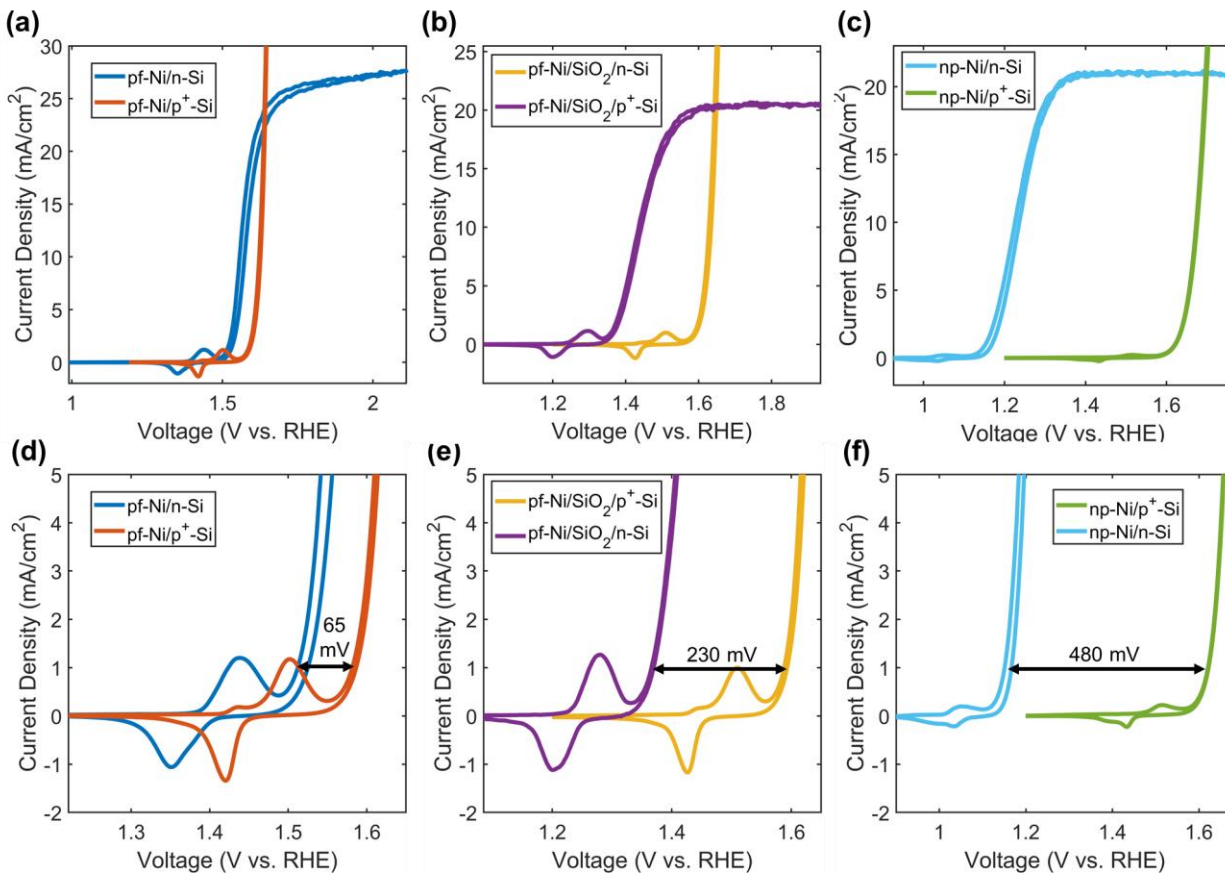 (a)
30
25
20
15
10
5
0
1
1.5
2
Current Density (mA/cm²)
Voltage (V vs. RHE)
pf-Ni/n-Si
pf-Ni/p⁺-Si
(b)
25
20
15
10
5
0
1.2
1.4
1.6
1.8
Current Density (mA/cm²)
Voltage (V vs. RHE)
pf-Ni/SiO₂/n-Si
pf-Ni/SiO₂/p⁺-Si
(c)
20
15
10
5
0
1
1.2
1.4
1.6
Current Density (mA/cm²)
Voltage (V vs. RHE)
np-Ni/n-Si
np-Ni/p⁺-Si
(d)
5
4
3
2
1
0
-1
-2
1.3
1.4
1.5
1.6
Current Density (mA/cm²)
Voltage (V vs. RHE)
pf-Ni/n-Si
pf-Ni/p⁺-Si
65
mV
(e)
5
4
3
2
1
0
-1
-2
1.2
1.4
1.6
Current Density (mA/cm²)
Voltage (V vs. RHE)
pf-Ni/SiO₂/p⁺-Si
pf-Ni/SiO₂/n-Si
230 mV
(f)
5
4
3
2
1
0
-1
-2
1
1.2
1.4
1.6
Current Density (mA/cm²)
Voltage (V vs. RHE)
np-Ni/p⁺-Si
np-Ni/n-Si
480 mV